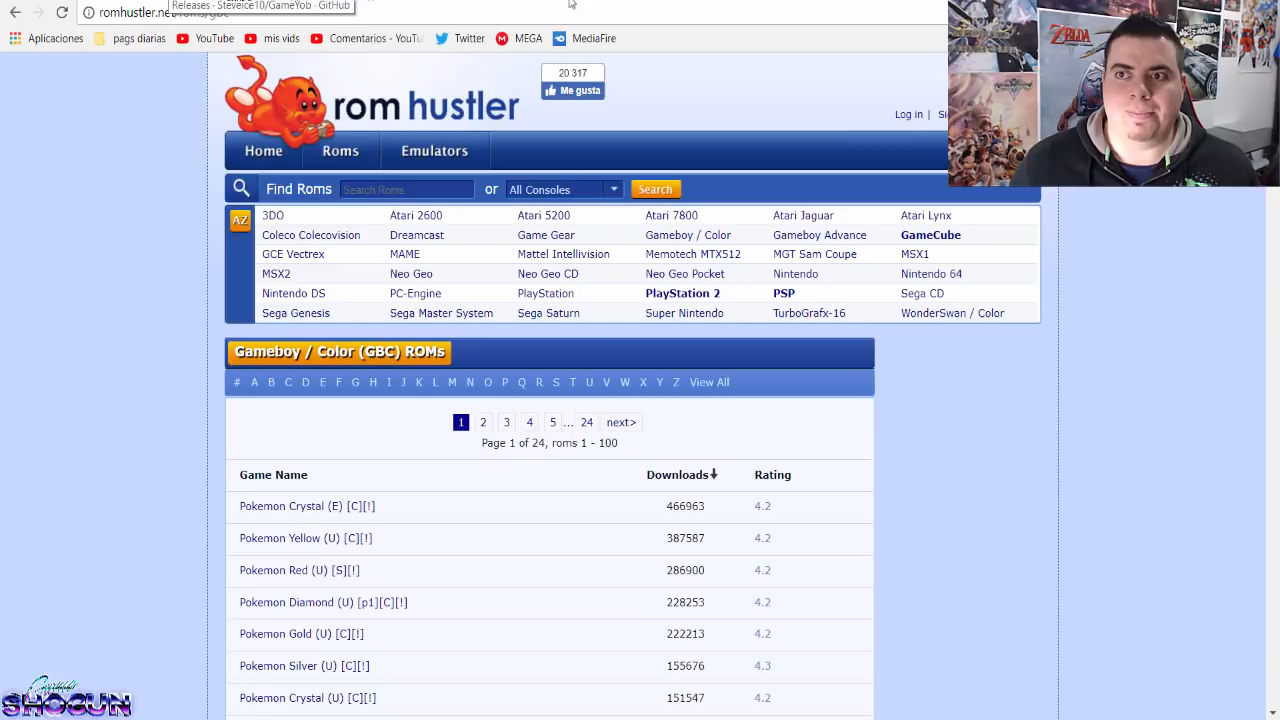 Releases · Steveice10/GameYob · GitHub
romhustler.net/roms/gbc
Aplicaciones pags diarias YouTube mis vids Comentarios - YouTu Twitter MEGA MediaFire
rom hustler
20 317
Me gusta
Log in |
Home Roms Emulators
Find Roms Search Roms or All Consoles Search
AZ
3DO Atari 2600 Atari 5200 Atari 7800 Atari Jaguar Atari Lynx
Coleco Colecovision Dreamcast Game Gear Gameboy / Color Gameboy Advance GameCube
GCE Vectrex MAME Mattel Intellivision Memotech MTX512 MGT Sam Coupe MSX1
MSX2 Neo Geo Neo Geo CD Neo Geo Pocket Nintendo Nintendo 64
Nintendo DS PC-Engine PlayStation PlayStation 2 PSP Sega CD
Sega Genesis Sega Master System Sega Saturn Super Nintendo TurboGrafx-16 WonderSwan / Color
Gameboy / Color (GBC) ROMs
# A B C D E F G H I J K L M N O P Q R S T U V W X Y Z View All
1 2 3 4 5 ... 24 next>
Page 1 of 24, roms 1 - 100
Game Name Downloads Rating
Pokemon Crystal (E) [C][!] 466963 4.2
Pokemon Yellow (U) [C][!] 387587 4.2
Pokemon Red (U) [S][!] 286900 4.2
Pokemon Diamond (U) [p1][C][!] 228253 4.2
Pokemon Gold (U) [C][!] 222213 4.2
Pokemon Silver (U) [C][!] 155676 4.3
Pokemon Crystal (U) [C][!] 151547 4.2
ZELDA
SHOGUN